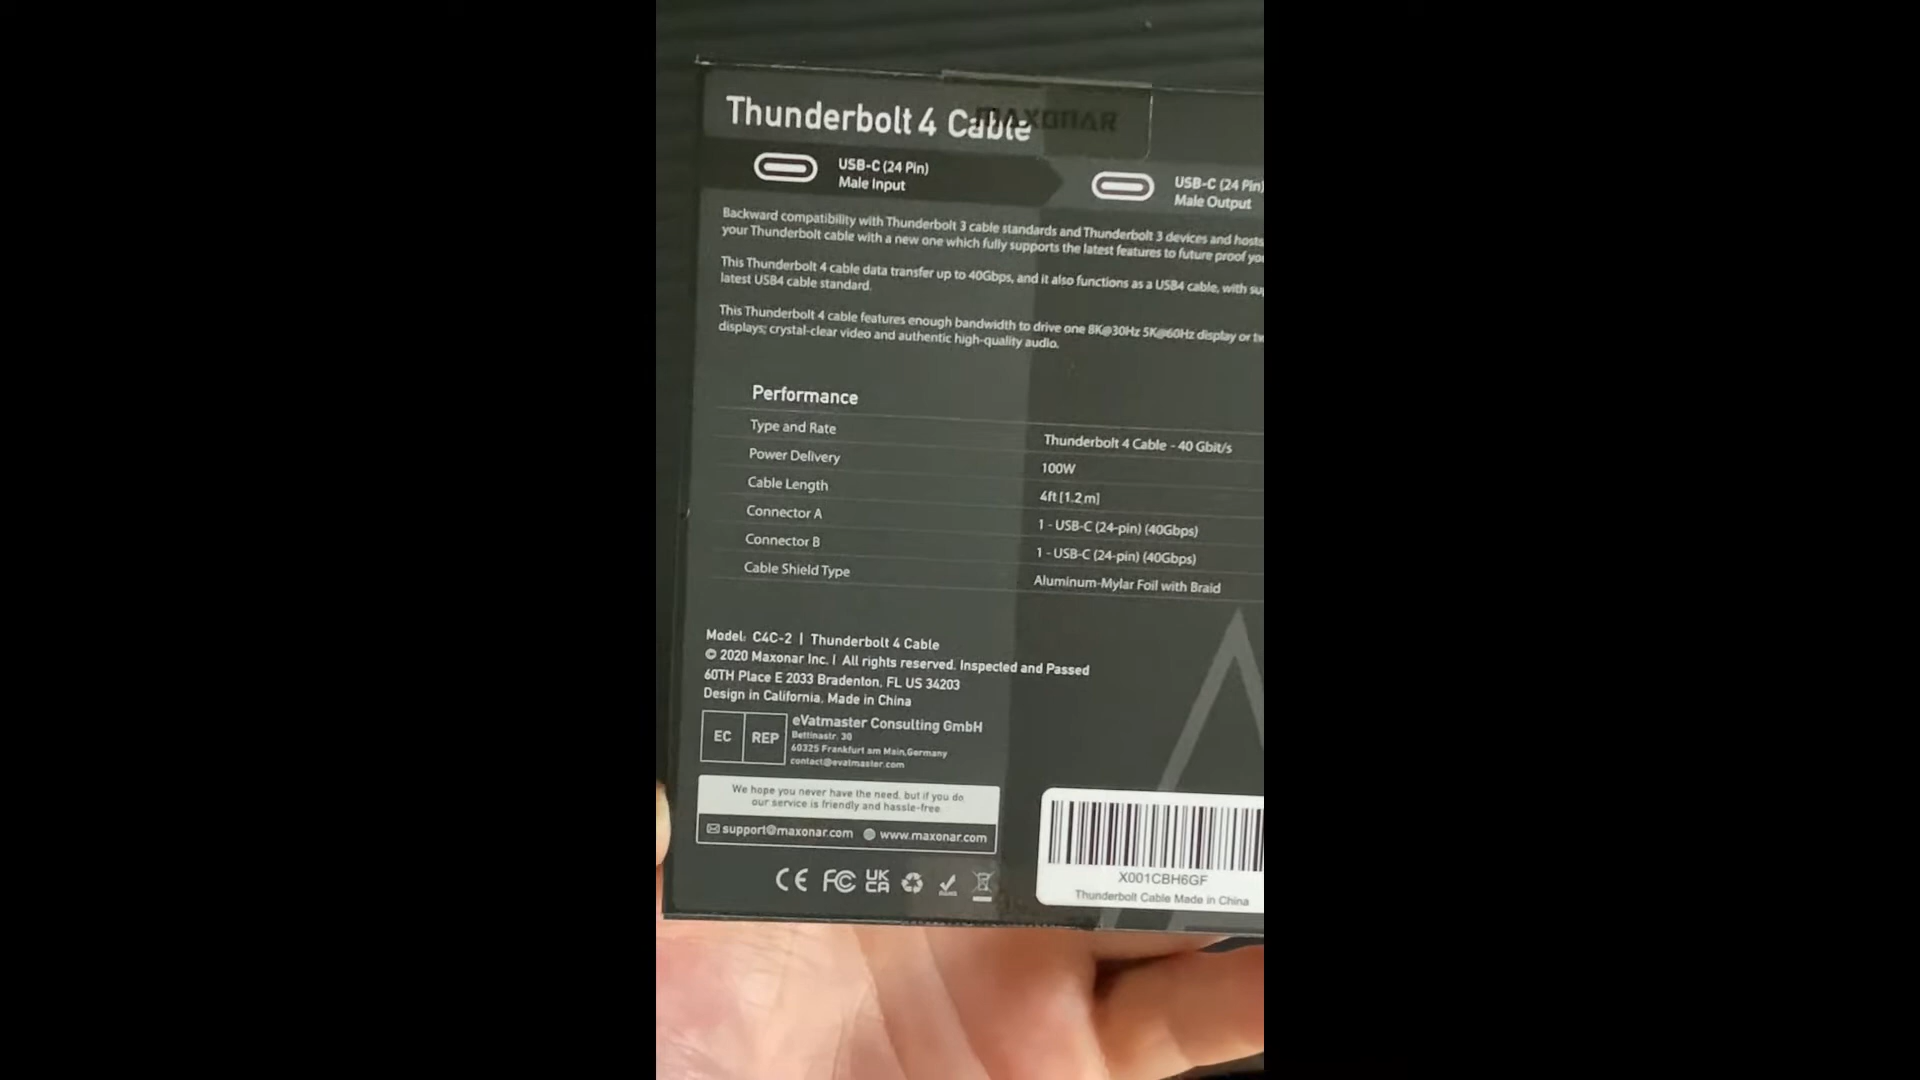 Thunderbolt 4 Cable
MAXONAR
USB-C (24 Pin)
Male Input
USB-C (24 Pin)
Male Output
Backward compatibility with Thunderbolt 3 cable standards and Thunderbolt 3 devices and hosts
your Thunderbolt cable with a new one which fully supports the latest features to future proof
This Thunderbolt 4 cable data transfer up to 40Gbps, and it also functions as a USB4 cable, with
latest USB4 cable standard.
This Thunderbolt 4 cable features enough bandwidth to drive one 8K@30Hz 5K@60Hz display or
displays; crystal-clear video and authentic high-quality audio.
Performance
Type and Rate Thunderbolt 4 Cable - 40 Gbit/s
Power Delivery 100W
Cable Length 4ft [1.2 m]
Connector A 1 - USB-C (24-pin) (40Gbps)
Connector B 1 - USB-C (24-pin) (40Gbps)
Cable Shield Type Aluminum-Mylar Foil with Braid
Model: C4C-2 | Thunderbolt 4 Cable
© 2020 Maxonar Inc. | All rights reserved. Inspected and Passed
60TH Place E 2033 Bradenton, FL US 34203
Design in California, Made in China
EC REP
eVatmaster Consulting GmbH
Bettinastr. 30
60325 Frankfurt am Main,Germany
contact@evatmaster.com
We hope you never have the need, but if you do
our service is friendly and hassle-free
support@maxonar.com www.maxonar.com
CE FC UK CA
X001CBH6GF
Thunderbolt Cable Made in China